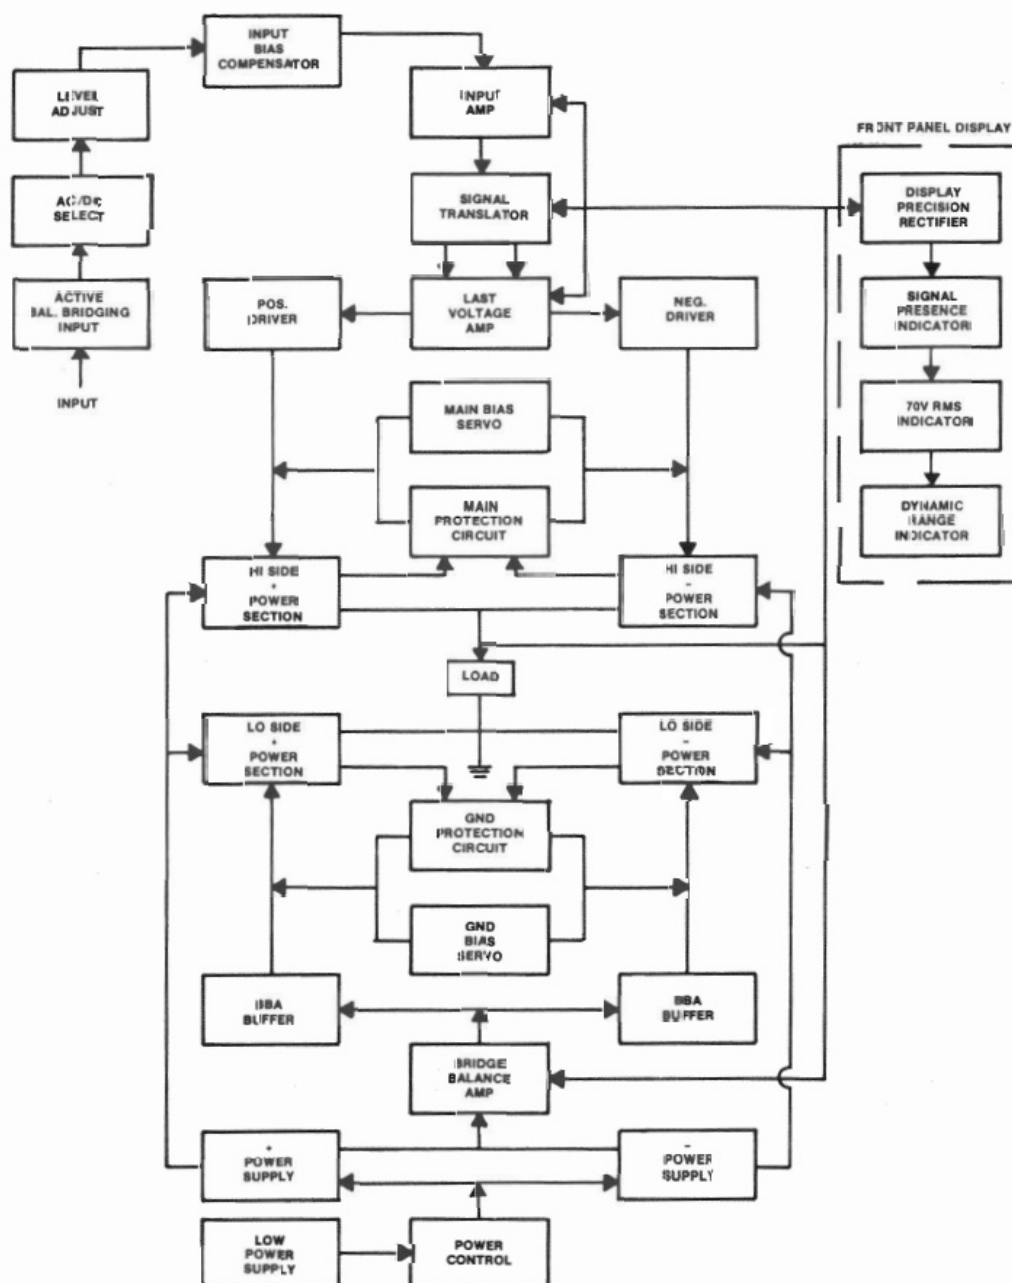 INPUT
BIAS
COMPENSATOR
LEVEL
ADJUST
INPUT
AMP
FRONT PANEL DISPLAY
AC/DC
SELECT
SIGNAL
TRANSLATOR
DISPLAY
PRECISION
RECTIFIER
ACTIVE
BAL. BRIDGING
INPUT
POS.
DRIVER
LAST
VOLTAGE
AMP
NEG.
DRIVER
SIGNAL
PRESENCE
INDICATOR
INPUT
MAIN BIAS
SERVO
70V RMS
INDICATOR
MAIN
PROTECTION
CIRCUIT
DYNAMIC
RANGE
INDICATOR
HI SIDE
+
POWER
SECTION
HI SIDE
-
POWER
SECTION
LOAD
LO SIDE
+
POWER
SECTION
LO SIDE
-
POWER
SECTION
GND
PROTECTION
CIRCUIT
GND
BIAS
SERVO
BBA
BUFFER
BBA
BUFFER
BRIDGE
BALANCE
AMP
+
POWER
SUPPLY
-
POWER
SUPPLY
LOW
POWER
SUPPLY
POWER
CONTROL